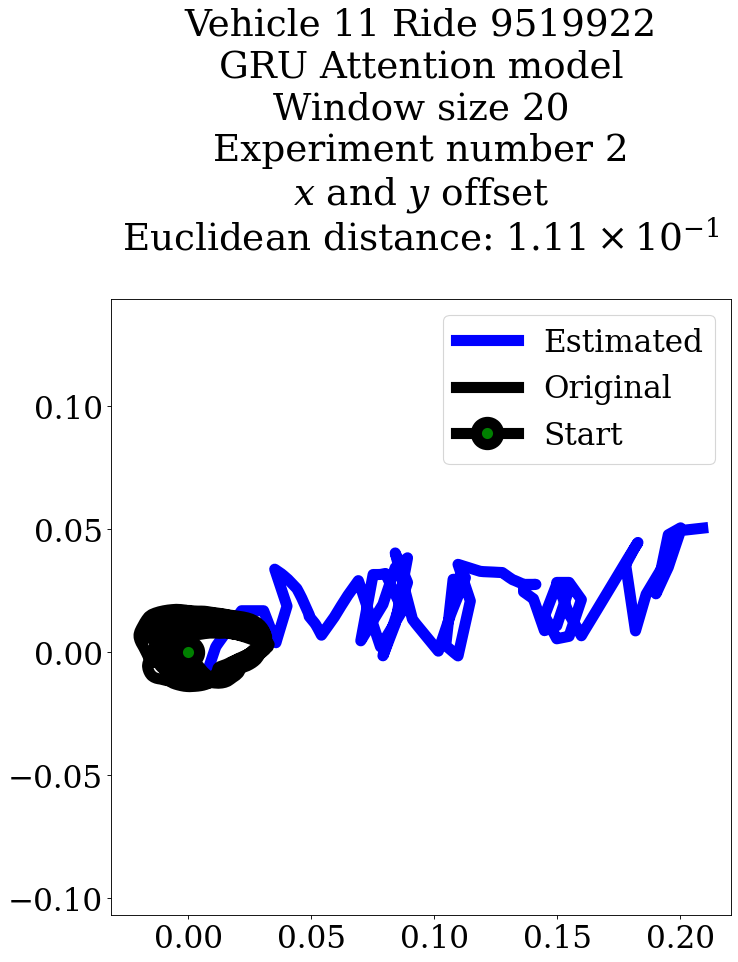 Vehicle 11 Ride 9519922
GRU Attention model
Window size 20
Experiment number 2
x and y offset
Euclidean distance: 1.11 × 10⁻¹
Estimated
Original
Start
0.10
0.05
0.00
−0.05
−0.10
0.00 0.05 0.10 0.15 0.20